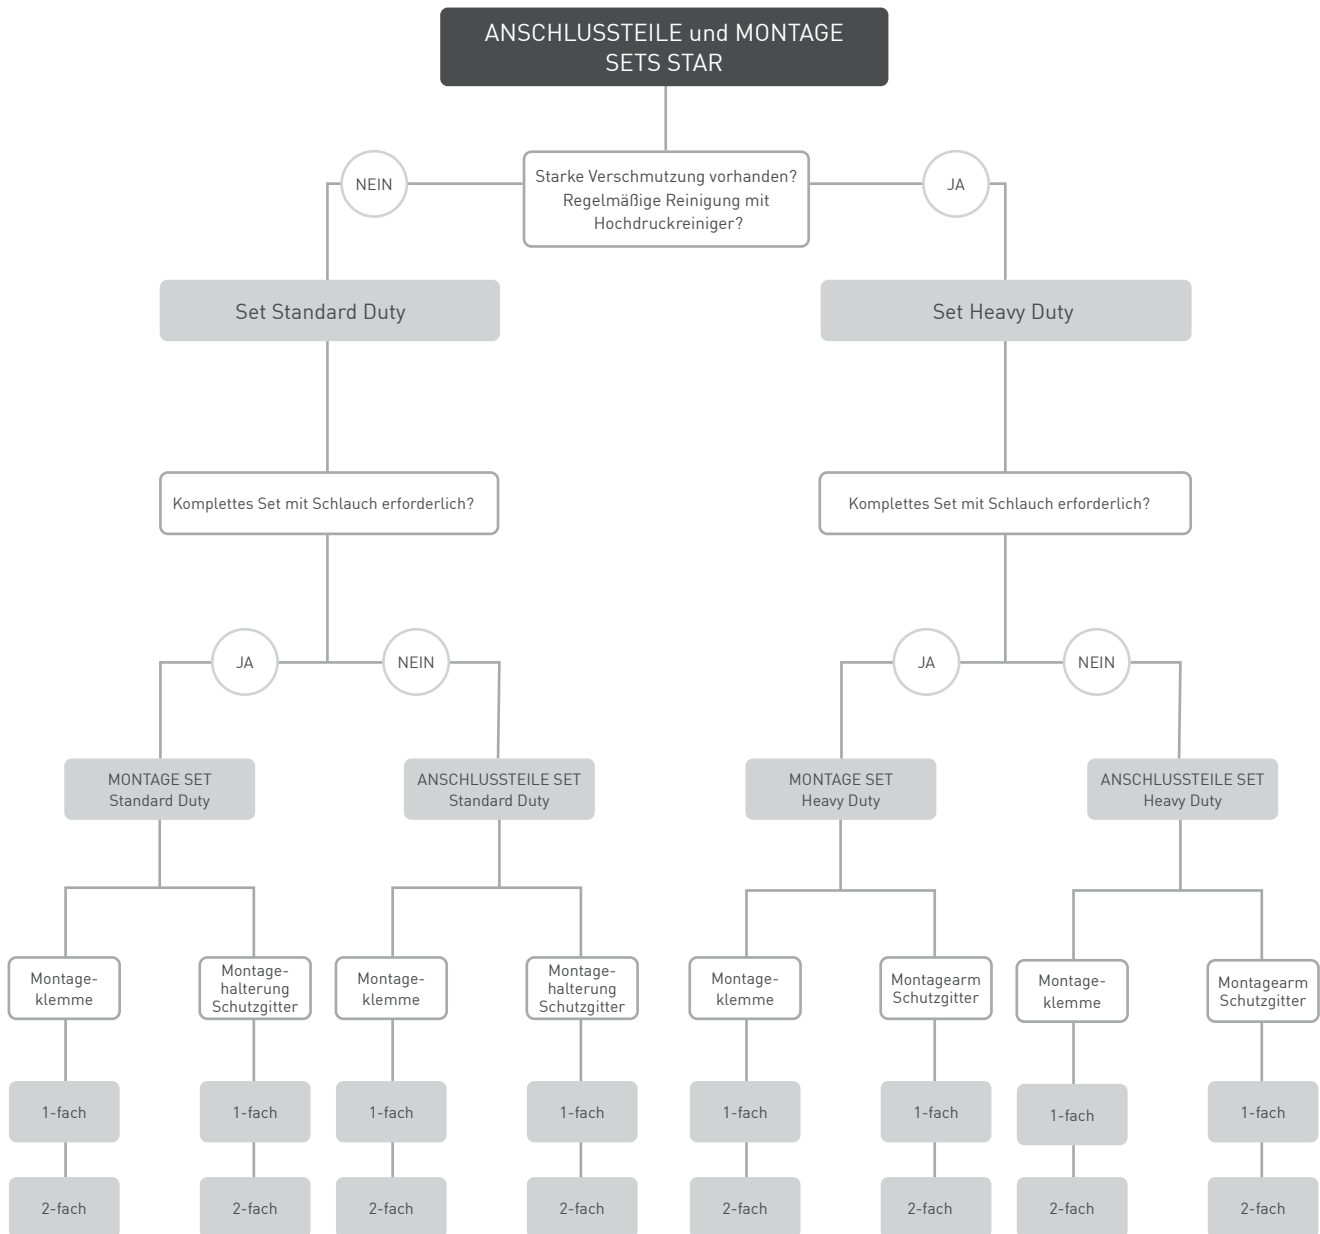 ANSCHLUSSTEILE und MONTAGE
SETS STAR
NEIN
Starke Verschmutzung vorhanden?
Regelmäßige Reinigung mit
Hochdruckreiniger?
JA
Set Standard Duty
Set Heavy Duty
Komplettes Set mit Schlauch erforderlich?
Komplettes Set mit Schlauch erforderlich?
JA
NEIN
JA
NEIN
MONTAGE SET
Standard Duty
ANSCHLUSSTEILE SET
Standard Duty
MONTAGE SET
Heavy Duty
ANSCHLUSSTEILE SET
Heavy Duty
Montage-
klemme
Montage-
halterung
Schutzgitter
Montage-
klemme
Montage-
halterung
Schutzgitter
Montage-
klemme
Montagearm
Schutzgitter
Montage-
klemme
Montagearm
Schutzgitter
1-fach
1-fach
1-fach
1-fach
1-fach
1-fach
1-fach
1-fach
2-fach
2-fach
2-fach
2-fach
2-fach
2-fach
2-fach
2-fach